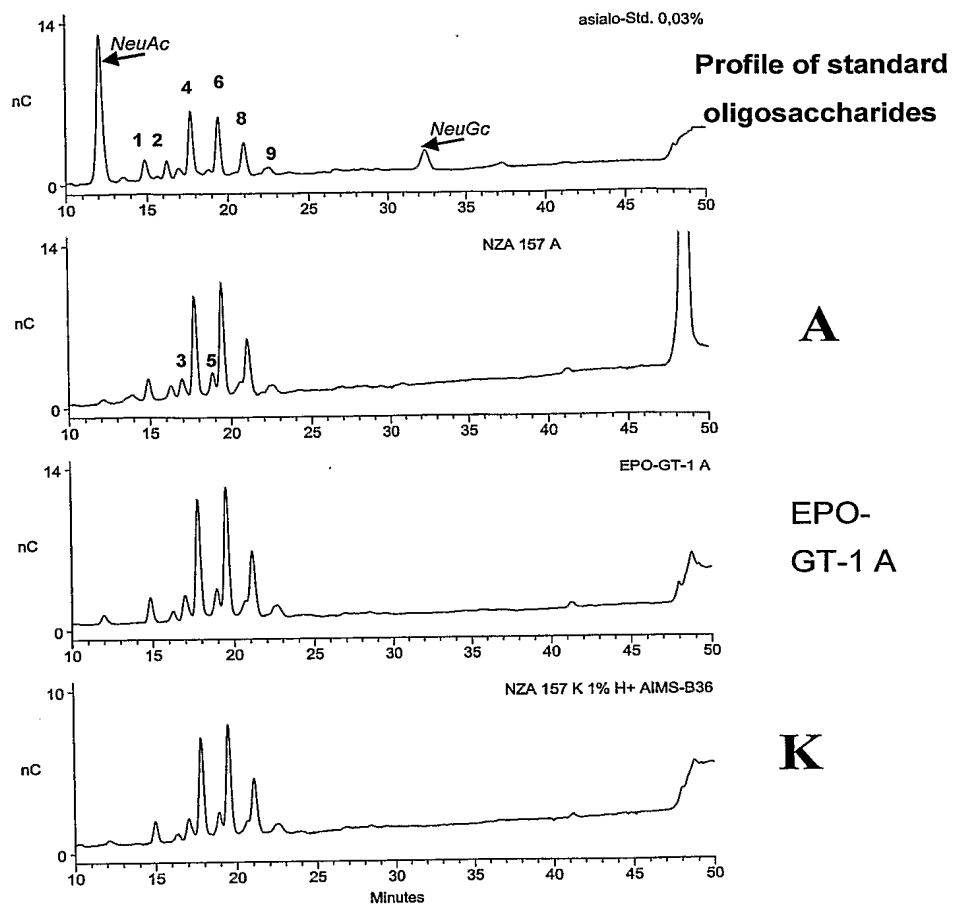 14
asialo-Std. 0,03%
NeuAc
Profile of standard
oligosaccharides
nC
1 2 4 6 8 9
NeuGc
0
10 15 20 25 30 35 40 45 50
14
NZA 157 A
nC
3 5
A
0
10 15 20 25 30 35 40 45 50
14
EPO-GT-1 A
nC
EPO-
GT-1 A
0
10 15 20 25 30 35 40 45 50
10
NZA 157 K 1% H+ AIMS-B36
nC
K
0
10 15 20 25 30 35 40 45 50
Minutes